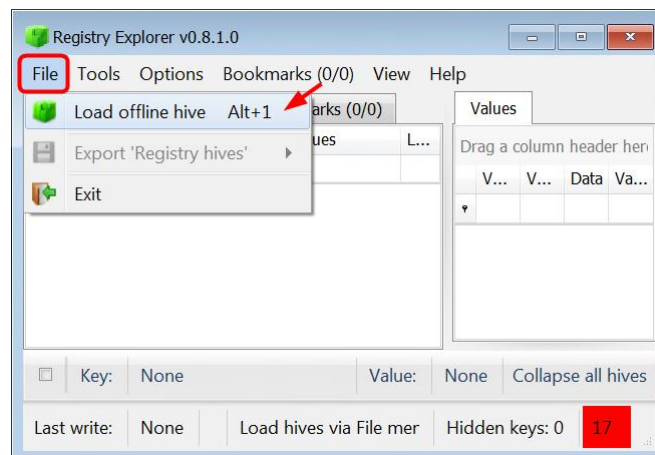 Registry Explorer v0.8.1.0
File Tools Options Bookmarks (0/0) View Help
Load offline hive Alt+1 arks (0/0) Values
ues L... Drag a column header her
Export 'Registry hives' V... V... Data Va...
Exit
Key: None Value: None Collapse all hives
Last write: None Load hives via File mer Hidden keys: 0 17